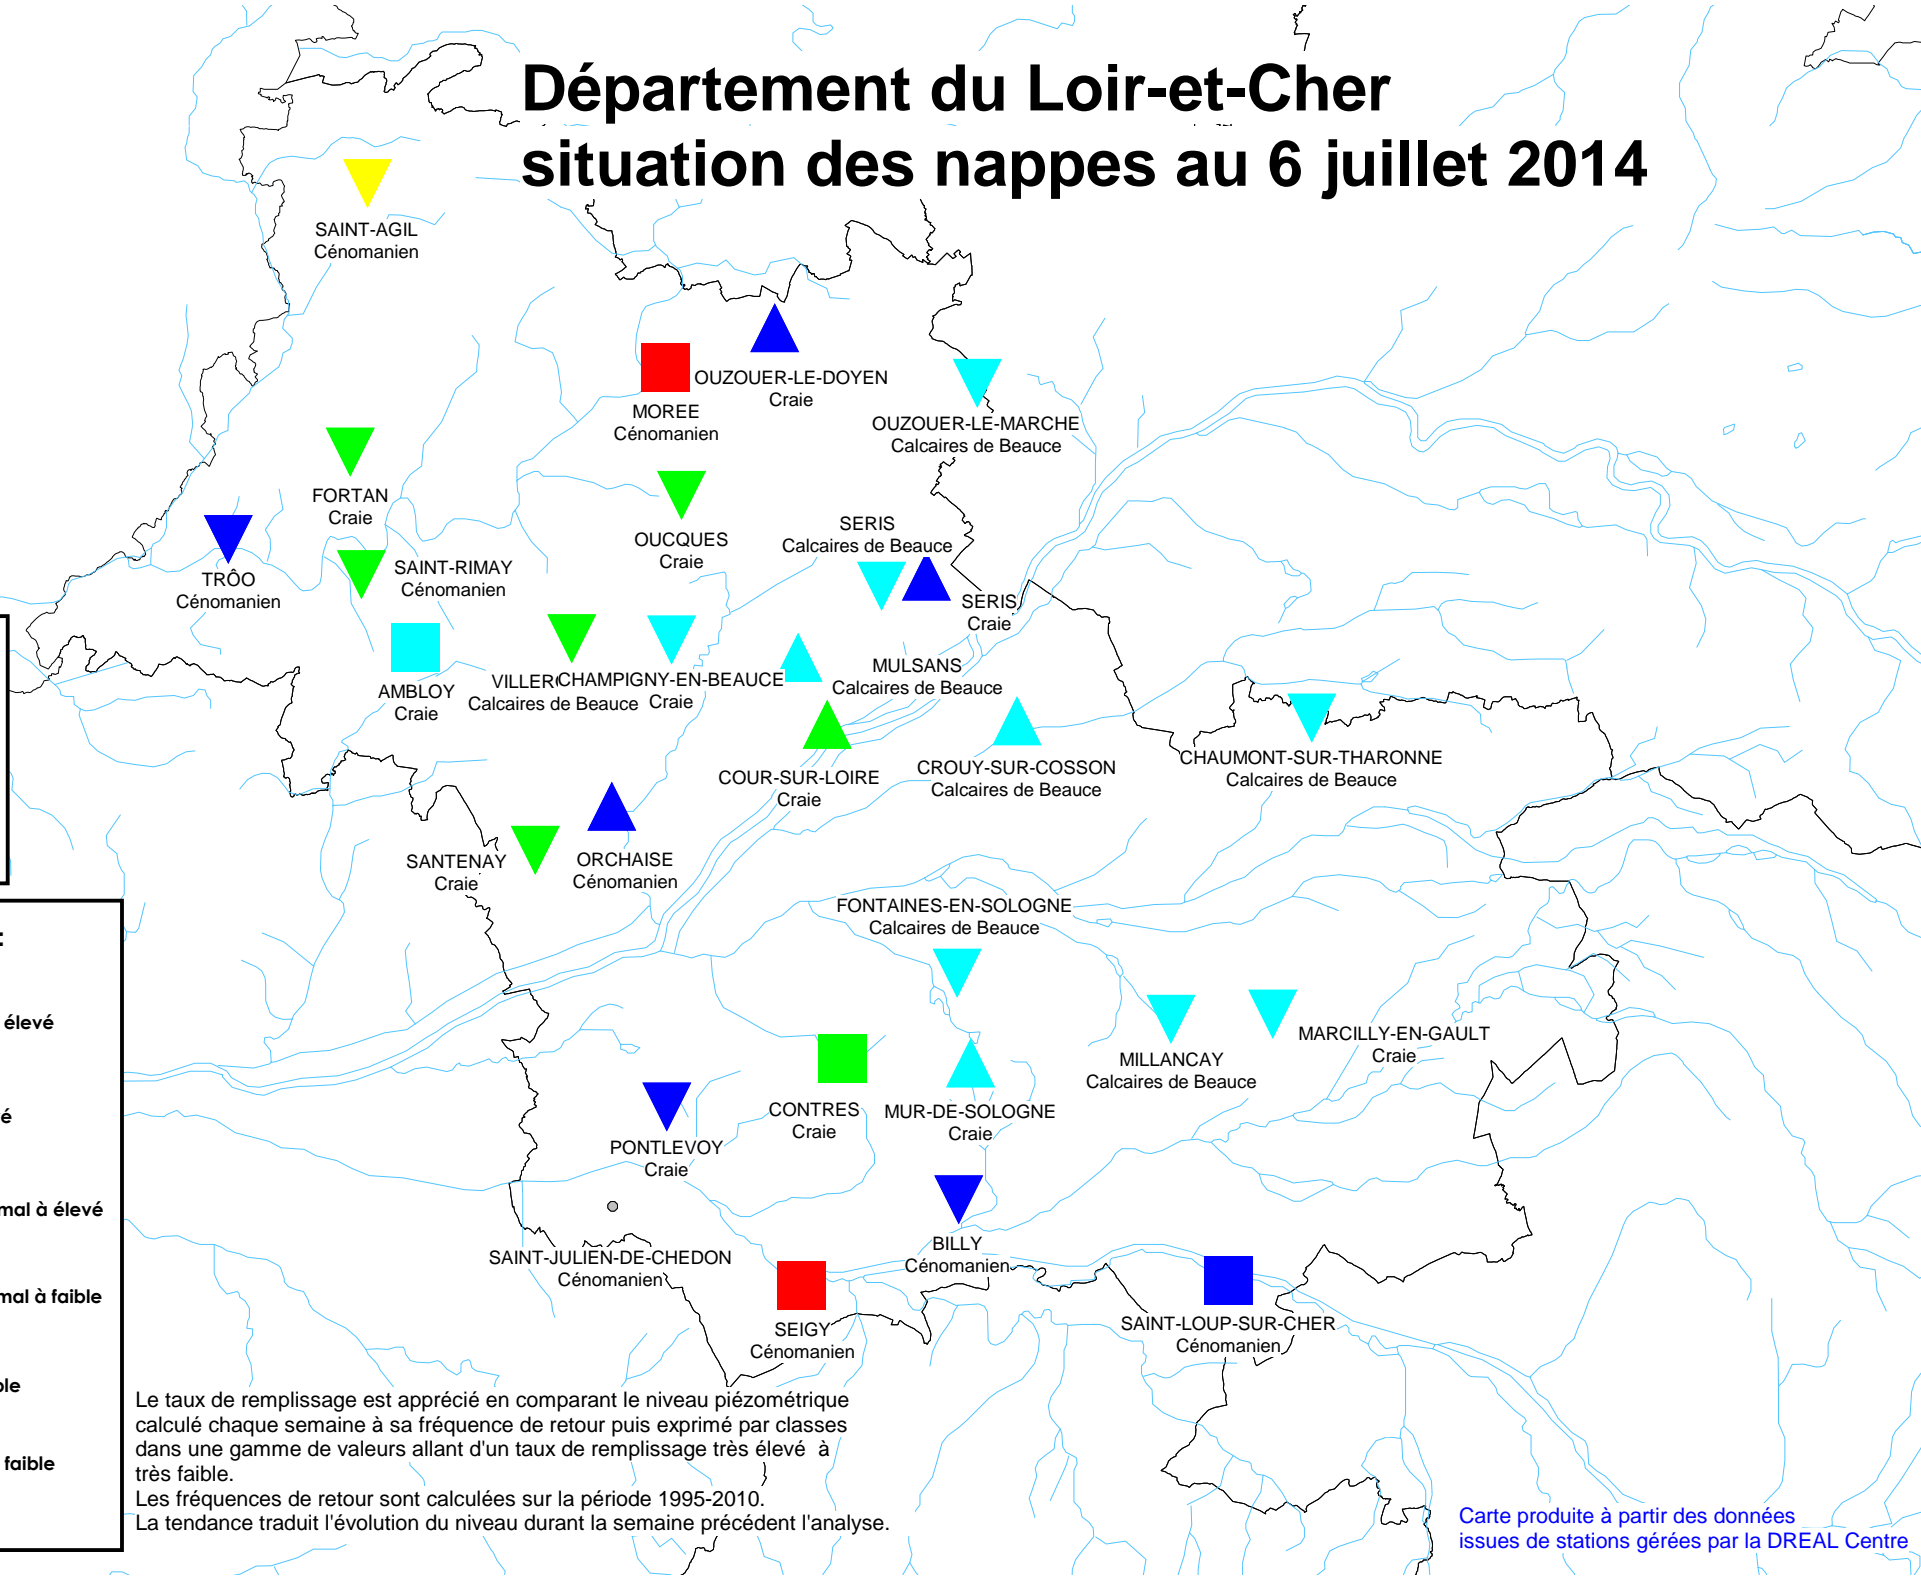 Département du Loir-et-Cher
situation des nappes au 6 juillet 2014
SAINT-AGIL
Cénomanien
OUZOUER-LE-DOYEN
Craie
MOREE
Cénomanien
OUZOUER-LE-MARCHE
Calcaires de Beauce
FORTAN
Craie
OUCQUES
Craie
SERIS
Calcaires de Beauce
TRÔO
Cénomanien
SAINT-RIMAY
Cénomanien
SERIS
Craie
AMBLOY
Craie
Calcaires de Beauce
CHAMPIGNY-EN-BEAUCE
Craie
MULSANS
Calcaires de Beauce
COUR-SUR-LOIRE
Craie
CROUY-SUR-COSSON
Calcaires de Beauce
CHAUMONT-SUR-THARONNE
Calcaires de Beauce
SANTENAY
Craie
ORCHAISE
Cénomanien
FONTAINES-EN-SOLOGNE
Calcaires de Beauce
MILLANCAY
Calcaires de Beauce
MARCILLY-EN-GAULT
Craie
CONTRES
Craie
MUR-DE-SOLOGNE
Craie
PONTLEVOY
Craie
SAINT-JULIEN-DE-CHEDON
Cénomanien
BILLY
Cénomanien
SEIGY
Cénomanien
SAINT-LOUP-SUR-CHER
Cénomanien
:
élevé
é
mal à élevé
mal à faible
ble
faible
Le taux de remplissage est apprécié en comparant le niveau piézométrique
calculé chaque semaine à sa fréquence de retour puis exprimé par classes
dans une gamme de valeurs allant d'un taux de remplissage très élevé à
très faible.
Les fréquences de retour sont calculées sur la période 1995-2010.
La tendance traduit l'évolution du niveau durant la semaine précédent l'analyse.
Carte produite à partir des données
issues de stations gérées par la DREAL Centre